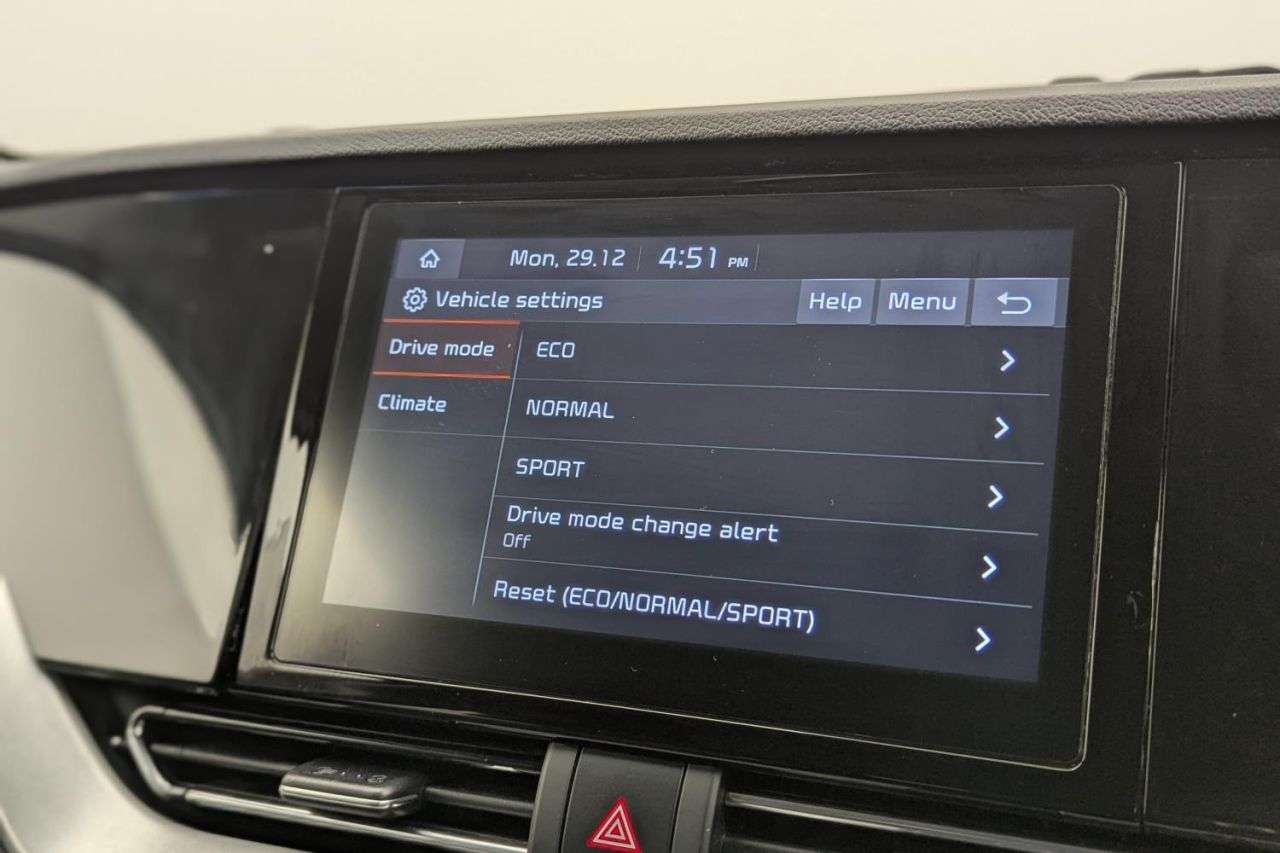 Mon, 29.12 4:51 PM
Vehicle settings Help Menu
Drive mode
Climate
ECO
NORMAL
SPORT
Drive mode change alert
Off
Reset (ECO/NORMAL/SPORT)